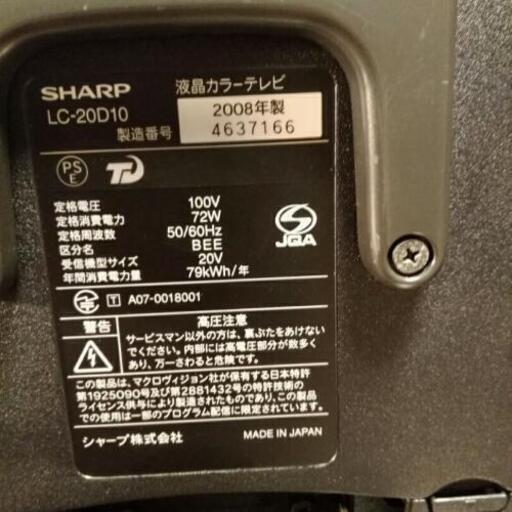 SHARP 液晶カラーテレビ
LC-20D10 2008年製
製造番号 4637166
PS
E
定格電圧 100V
定格消費電力 72W
定格周波数 50/60Hz
区分名 BEE
受信機型サイズ 20V
年間消費電力量 79kWh/年
JQA
T A07-0018001
警告 高圧注意
サービスマン以外の方は、裏ぶたをあけない
でください。内部には高電圧部分が数多く
あり、万一さわると危険です。
この製品は、マクロヴィジョン社が保有する日本特許
第1925090号及び第2881432号の特許技術の
ライセンス供与により製造されたものであり、この製品
での使用は一部のプログラム配信に限定されています。
シャープ株式会社 MADE IN JAPAN